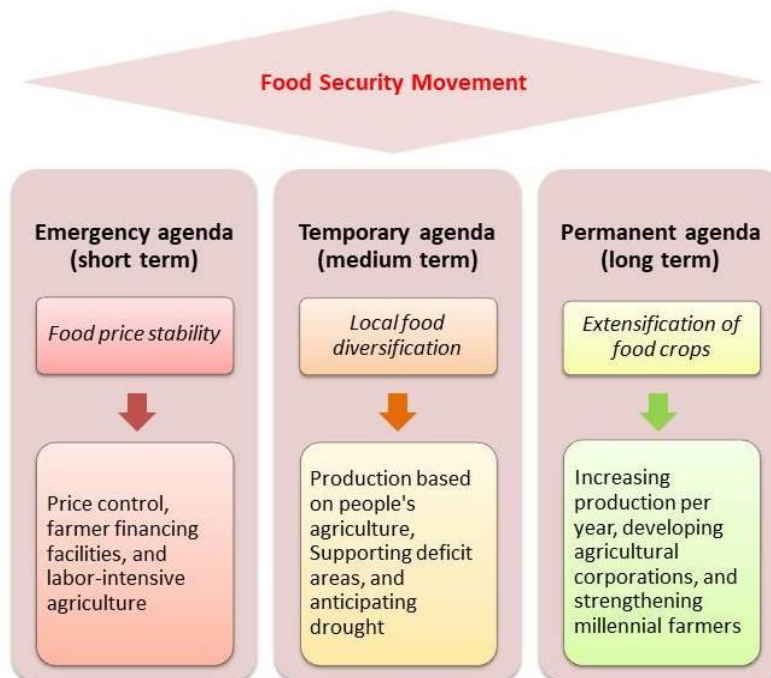 Food Security Movement
Emergency agenda
(short term)
Food price stability
Price control,
farmer financing
facilities, and
labor-intensive
agriculture
Temporary agenda
(medium term)
Local food
diversification
Production based
on people's
agriculture,
Supporting deficit
areas, and
anticipating
drought
Permanent agenda
(long term)
Extensification of
food crops
Increasing
production per
year, developing
agricultural
corporations, and
strengthening
millennial farmers